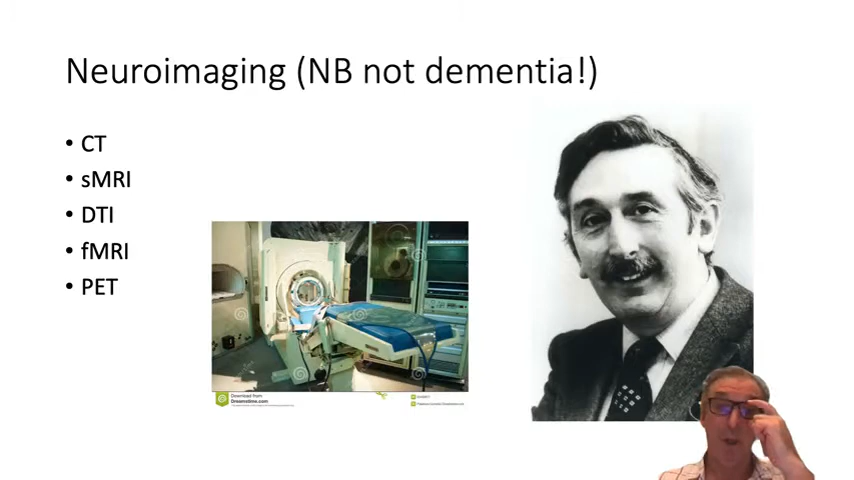 Neuroimaging (NB not dementia!)
• CT
• sMRI
• DTI
• fMRI
• PET
Download from
Dreamstime.com